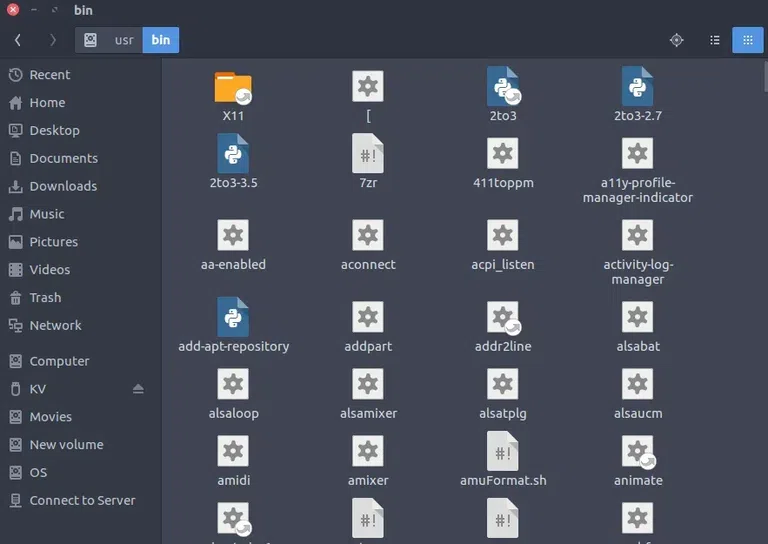 bin
usr
bin
Recent
Home
Desktop
Documents
Downloads
Music
Pictures
Videos
Trash
Network
Computer
KV
Movies
New volume
OS
Connect to Server
X11
[
2to3
2to3-2.7
2to3-3.5
#!
7zr
411toppm
a11y-profile-
manager-indicator
aa-enabled
aconnect
acpi_listen
activity-log-
manager
add-apt-repository
addpart
addr2line
alsabat
alsaloop
alsamixer
alsatplg
alsaucm
amidi
amixer
#!
amuFormat.sh
animate
#!
#!